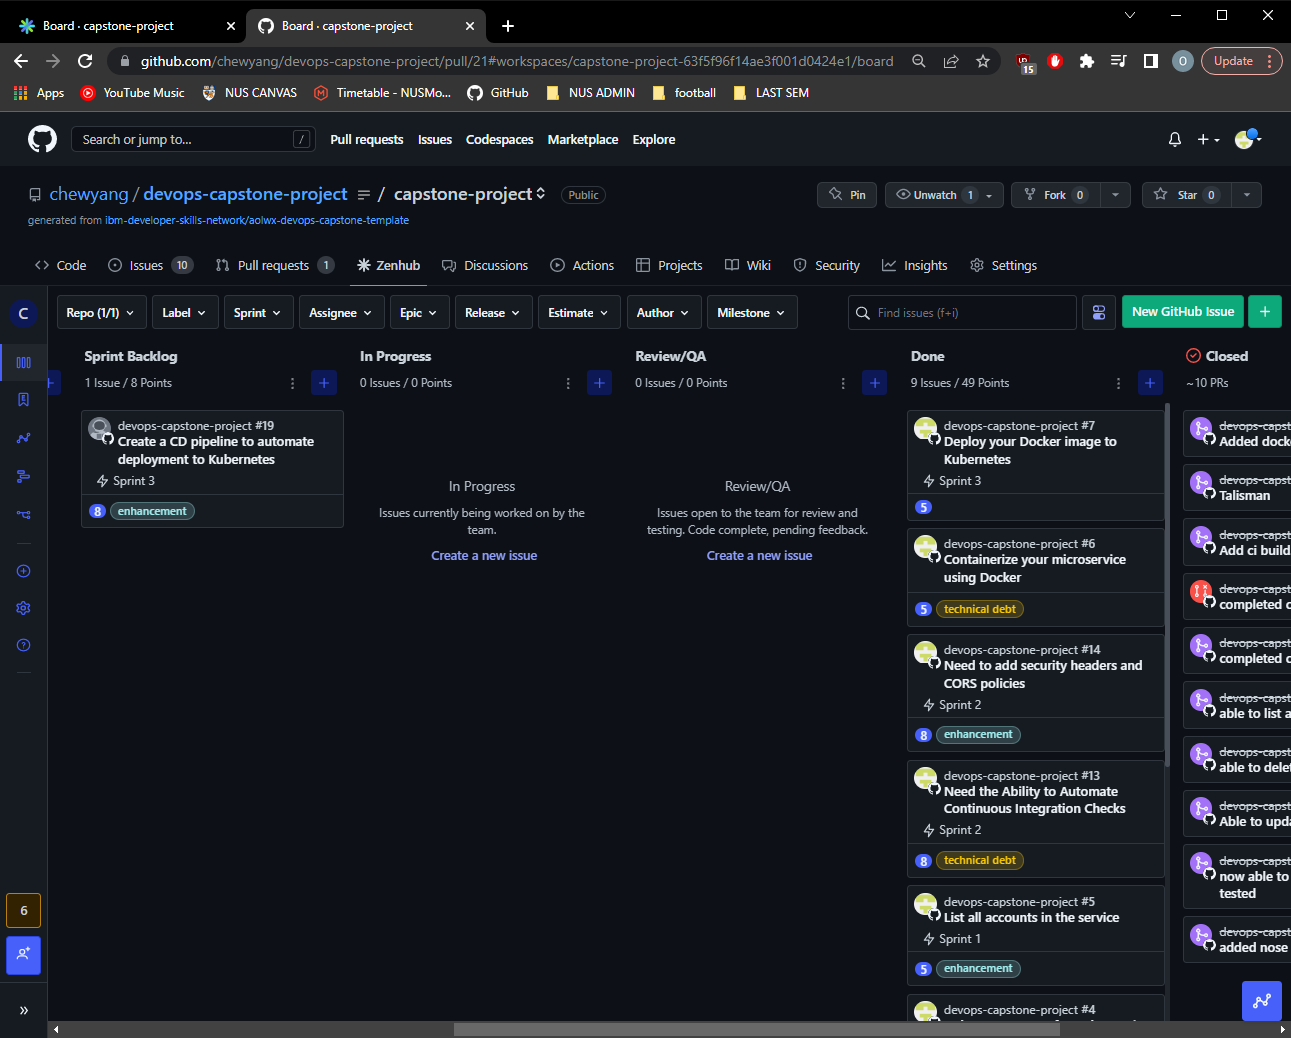 Board · capstone-project
Board · capstone-project
github.com/chewyang/devops-capstone-project/pull/21#workspaces/capstone-project-63f5f96f14ae3f001d0424e1/board
15
O
Update
Apps
YouTube Music
NUS CANVAS
Timetable - NUSMo...
GitHub
NUS ADMIN
football
LAST SEM
Search or jump to...
/
Pull requests
Issues
Codespaces
Marketplace
Explore
chewyang / devops-capstone-project / capstone-project
Public
generated from ibm-developer-skills-network/aolwx-devops-capstone-template
Pin
Unwatch 1
Fork 0
Star 0
Code
Issues 10
Pull requests 1
Zenhub
Discussions
Actions
Projects
Wiki
Security
Insights
Settings
C
Repo (1/1)
Label
Sprint
Assignee
Epic
Release
Estimate
Author
Milestone
Find issues (f+i)
New GitHub Issue
+
Sprint Backlog
1 Issue / 8 Points
devops-capstone-project #19
Create a CD pipeline to automate
deployment to Kubernetes
Sprint 3
8 enhancement
In Progress
0 Issues / 0 Points
In Progress
Issues currently being worked on by the
team.
Create a new issue
Review/QA
0 Issues / 0 Points
Review/QA
Issues open to the team for review and
testing. Code complete, pending feedback.
Create a new issue
Done
9 Issues / 49 Points
devops-capstone-project #7
Deploy your Docker image to
Kubernetes
Sprint 3
5
devops-capstone-project #6
Containerize your microservice
using Docker
5 technical debt
devops-capstone-project #14
Need to add security headers and
CORS policies
Sprint 2
8 enhancement
devops-capstone-project #13
Need the Ability to Automate
Continuous Integration Checks
Sprint 2
8 technical debt
devops-capstone-project #5
List all accounts in the service
Sprint 1
5 enhancement
devops-capstone-project #4
Closed
~10 PRs
devops-capst
Added dock
devops-capst
Talisman
devops-capst
Add ci build
devops-capst
completed c
devops-capst
completed c
devops-capst
able to list a
devops-capst
able to delet
devops-capst
Able to upda
devops-capst
now able to
tested
devops-capst
added nose
6